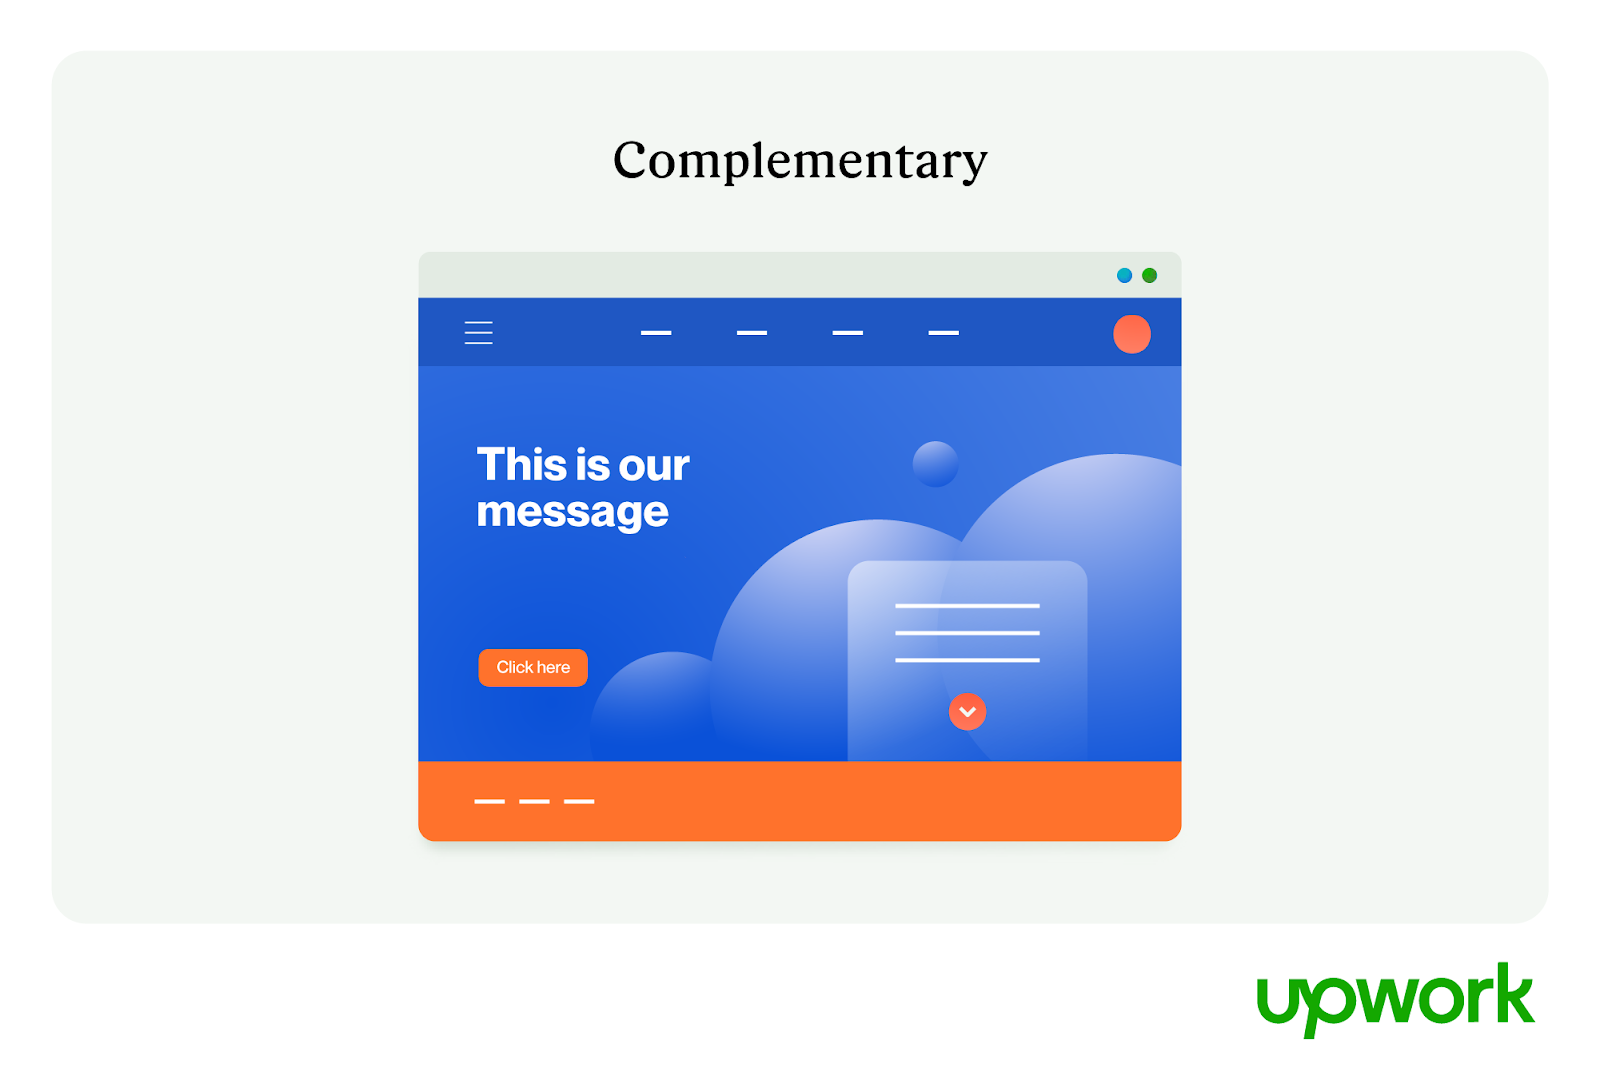 Complementary
This is our
message
Click here
upwork